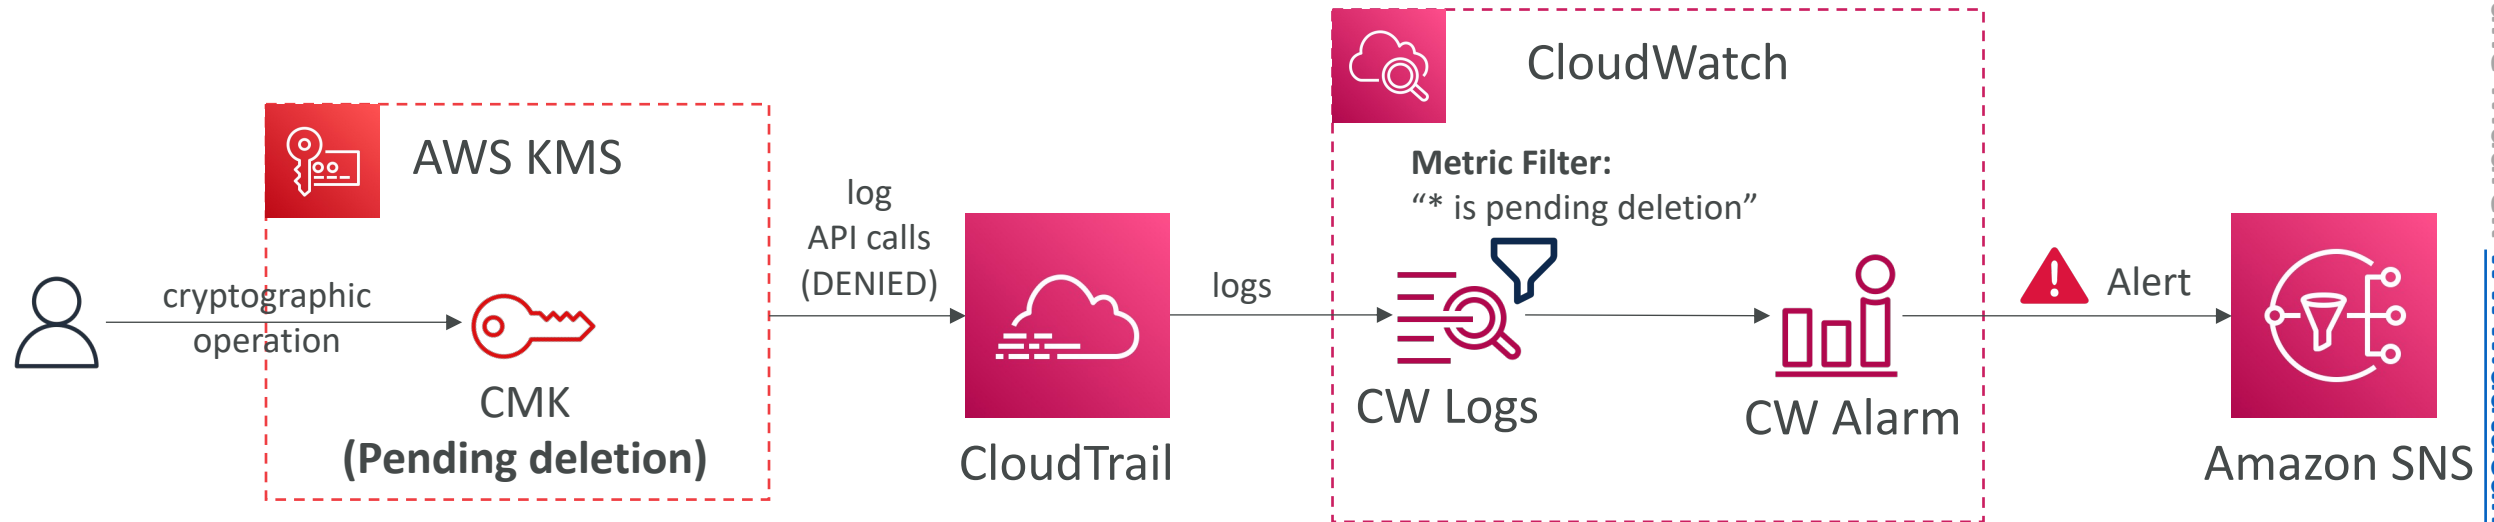 cryptographic
operation
AWS KMS
CMK
(Pending deletion)
log
API calls
(DENIED)
CloudTrail
logs
CloudWatch
Metric Filter:
“* is pending deletion”
CW Logs
CW Alarm
Alert
Amazon SNS